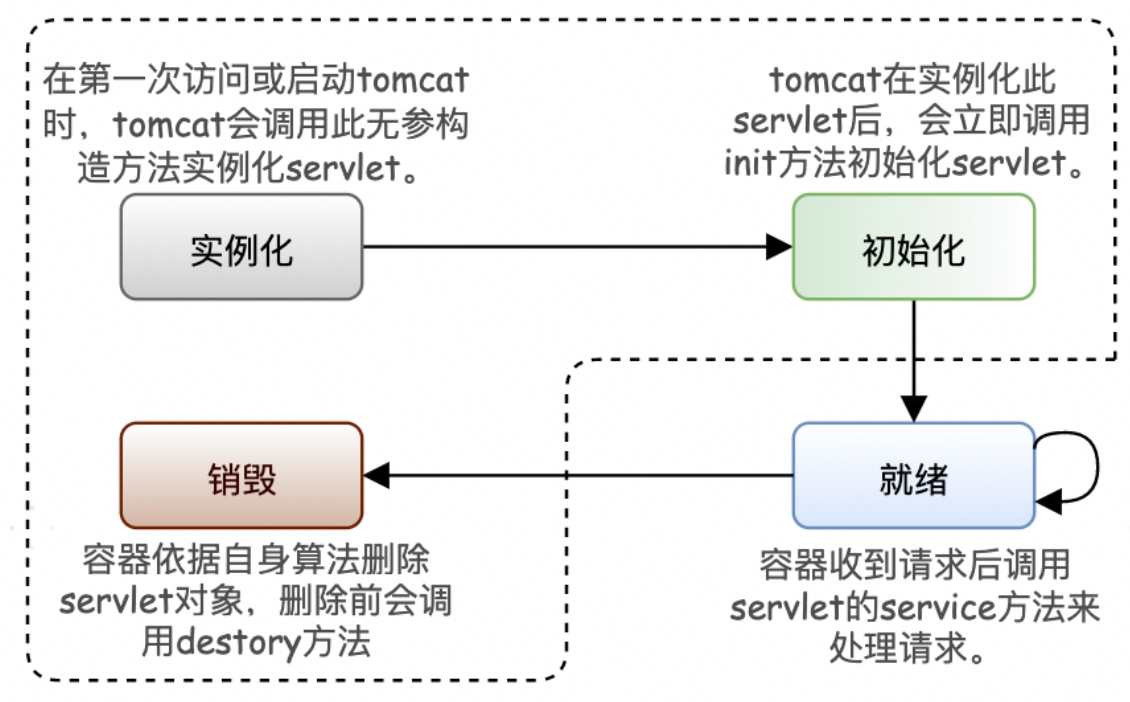 在第一次访问或启动tomcat
时，tomcat会调用此无参构
造方法实例化servlet。
实例化
tomcat在实例化此
servlet后，会立即调用
init方法初始化servlet。
初始化
销毁
容器依据自身算法删除
servlet对象，删除前会调
用destory方法
就绪
容器收到请求后调用
servlet的service方法来
处理请求。